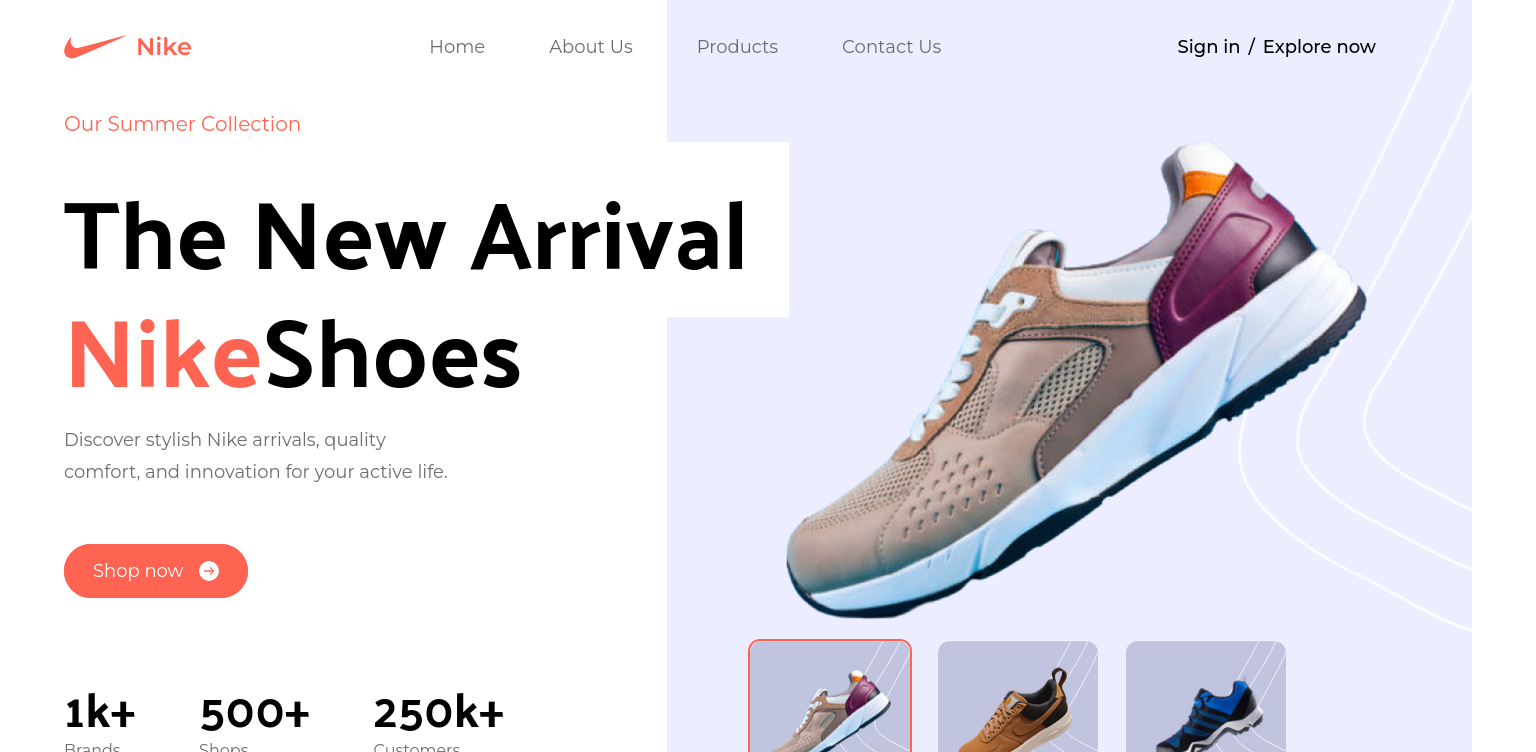 Nike
Home About Us Products Contact Us
Sign in / Explore now
Our Summer Collection
The New Arrival
NikeShoes
Discover stylish Nike arrivals, quality
comfort, and innovation for your active life.
Shop now
1k+ 500+ 250k+
Brands Shops Customers